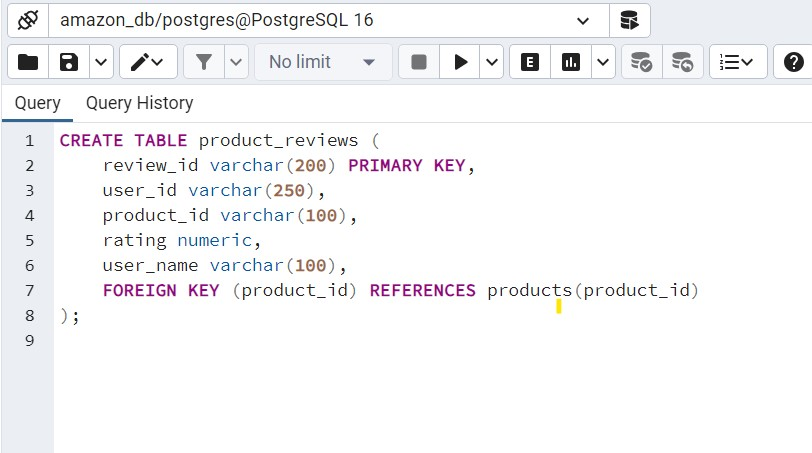 amazon_db/postgres@PostgreSQL 16
No limit
E
Query Query History
1 CREATE TABLE product_reviews (
2 review_id varchar(200) PRIMARY KEY,
3 user_id varchar(250),
4 product_id varchar(100),
5 rating numeric,
6 user_name varchar(100),
7 FOREIGN KEY (product_id) REFERENCES products(product_id)
8 );
9